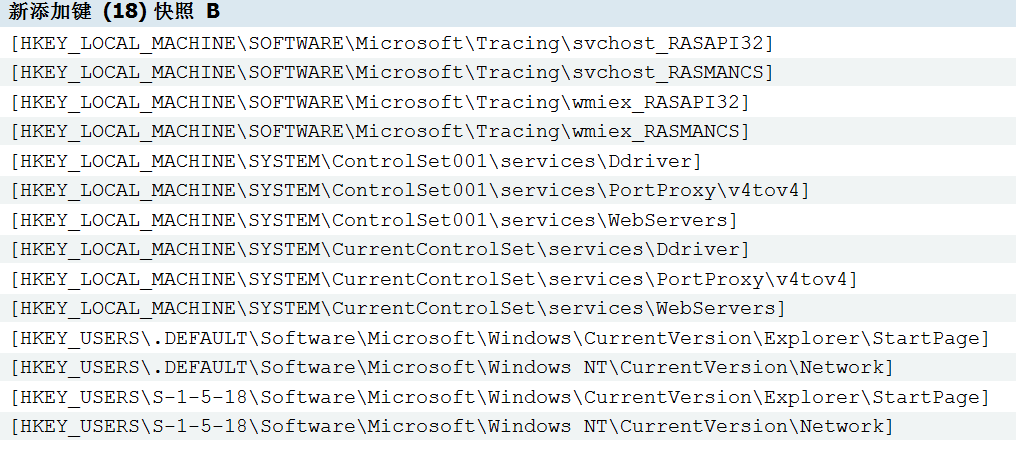 新添加键 (18) 快照 B
[HKEY_LOCAL_MACHINE\SOFTWARE\Microsoft\Tracing\svchost_RASAPI32]
[HKEY_LOCAL_MACHINE\SOFTWARE\Microsoft\Tracing\svchost_RASMANCS]
[HKEY_LOCAL_MACHINE\SOFTWARE\Microsoft\Tracing\wmiex_RASAPI32]
[HKEY_LOCAL_MACHINE\SOFTWARE\Microsoft\Tracing\wmiex_RASMANCS]
[HKEY_LOCAL_MACHINE\SYSTEM\ControlSet001\services\Ddriver]
[HKEY_LOCAL_MACHINE\SYSTEM\ControlSet001\services\PortProxy\v4tov4]
[HKEY_LOCAL_MACHINE\SYSTEM\ControlSet001\services\WebServers]
[HKEY_LOCAL_MACHINE\SYSTEM\CurrentControlSet\services\Ddriver]
[HKEY_LOCAL_MACHINE\SYSTEM\CurrentControlSet\services\PortProxy\v4tov4]
[HKEY_LOCAL_MACHINE\SYSTEM\CurrentControlSet\services\WebServers]
[HKEY_USERS\.DEFAULT\Software\Microsoft\Windows\CurrentVersion\Explorer\StartPage]
[HKEY_USERS\.DEFAULT\Software\Microsoft\Windows NT\CurrentVersion\Network]
[HKEY_USERS\S-1-5-18\Software\Microsoft\Windows\CurrentVersion\Explorer\StartPage]
[HKEY_USERS\S-1-5-18\Software\Microsoft\Windows NT\CurrentVersion\Network]